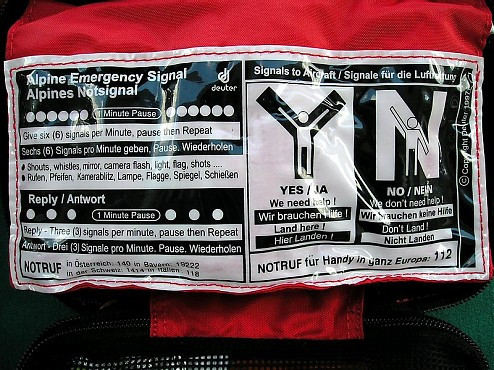 Alpine Emergency Signal
Alpines Notsignal
deuter
1 Minute Pause
Give six (6) signals per Minute, pause then Repeat
Sechs (6) Signals pro Minute geben, Pause. Wiederholen
• Shouts, whistles, mirror, camera flash, light, flag, shots ....
• Rufen, Pferfen, Kamerablitz, Lampe, Flagge, Spiegel, Schießen
Reply / Antwort
1 Minute Pause
Reply - Three (3) signals per minute, pause then repeat
Antwort - Drei (3) Signale pro Minute. Pause. Wiederholen
NOTRUF in Österreich: 140 in Bayern: 19222
in der Schweiz: 1414 in Italien: 118
Signals to Aircraft / Signale für die Luftrettung
Y N
YES / JA
We need help !
Wir brauchen Hilfe !
Land here !
Hier Landen !
NO / NEIN
We don't need help !
Wir brauchen keine Hilfe
Don't Land !
Nicht Landen
© Copyright Deuter 1997
NOTRUF für Handy in ganz Europa: 112